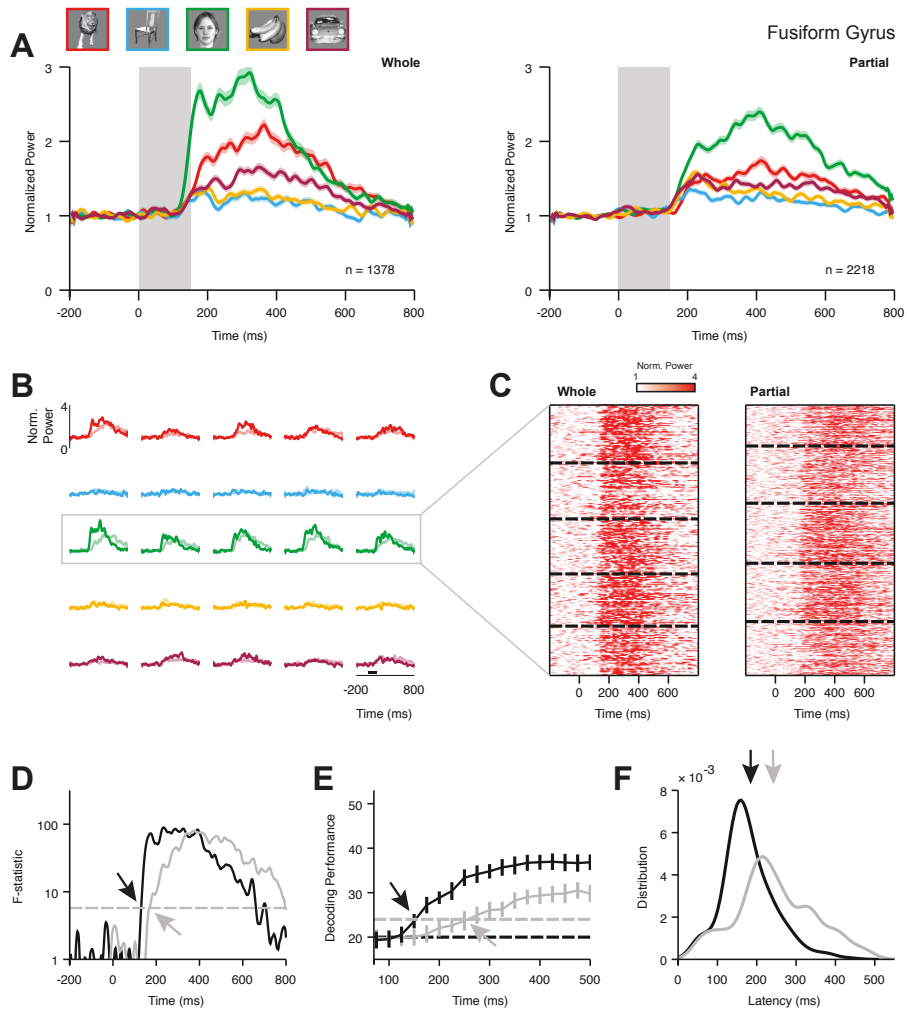 Fusiform Gyrus
A
Whole
Partial
3
2
1
0
Normalized Power
n = 1378
-200 0 200 400 600 800
Time (ms)
3
2
1
0
Normalized Power
n = 2218
-200 0 200 400 600 800
Time (ms)
B
4
Norm.
Power
0
-200 800
Time (ms)
C
Norm. Power
1 4
Whole
Partial
0 200 400 600
Time (ms)
0 200 400 600
Time (ms)
D
100
10
1
F-statistic
-200 0 200 400 600 800
Time (ms)
E
50
40
30
20
Decoding Performance
100 200 300 400 500
Time (ms)
F
× 10-3
8
6
4
2
0
Distribution
0 100 200 300 400 500
Latency (ms)